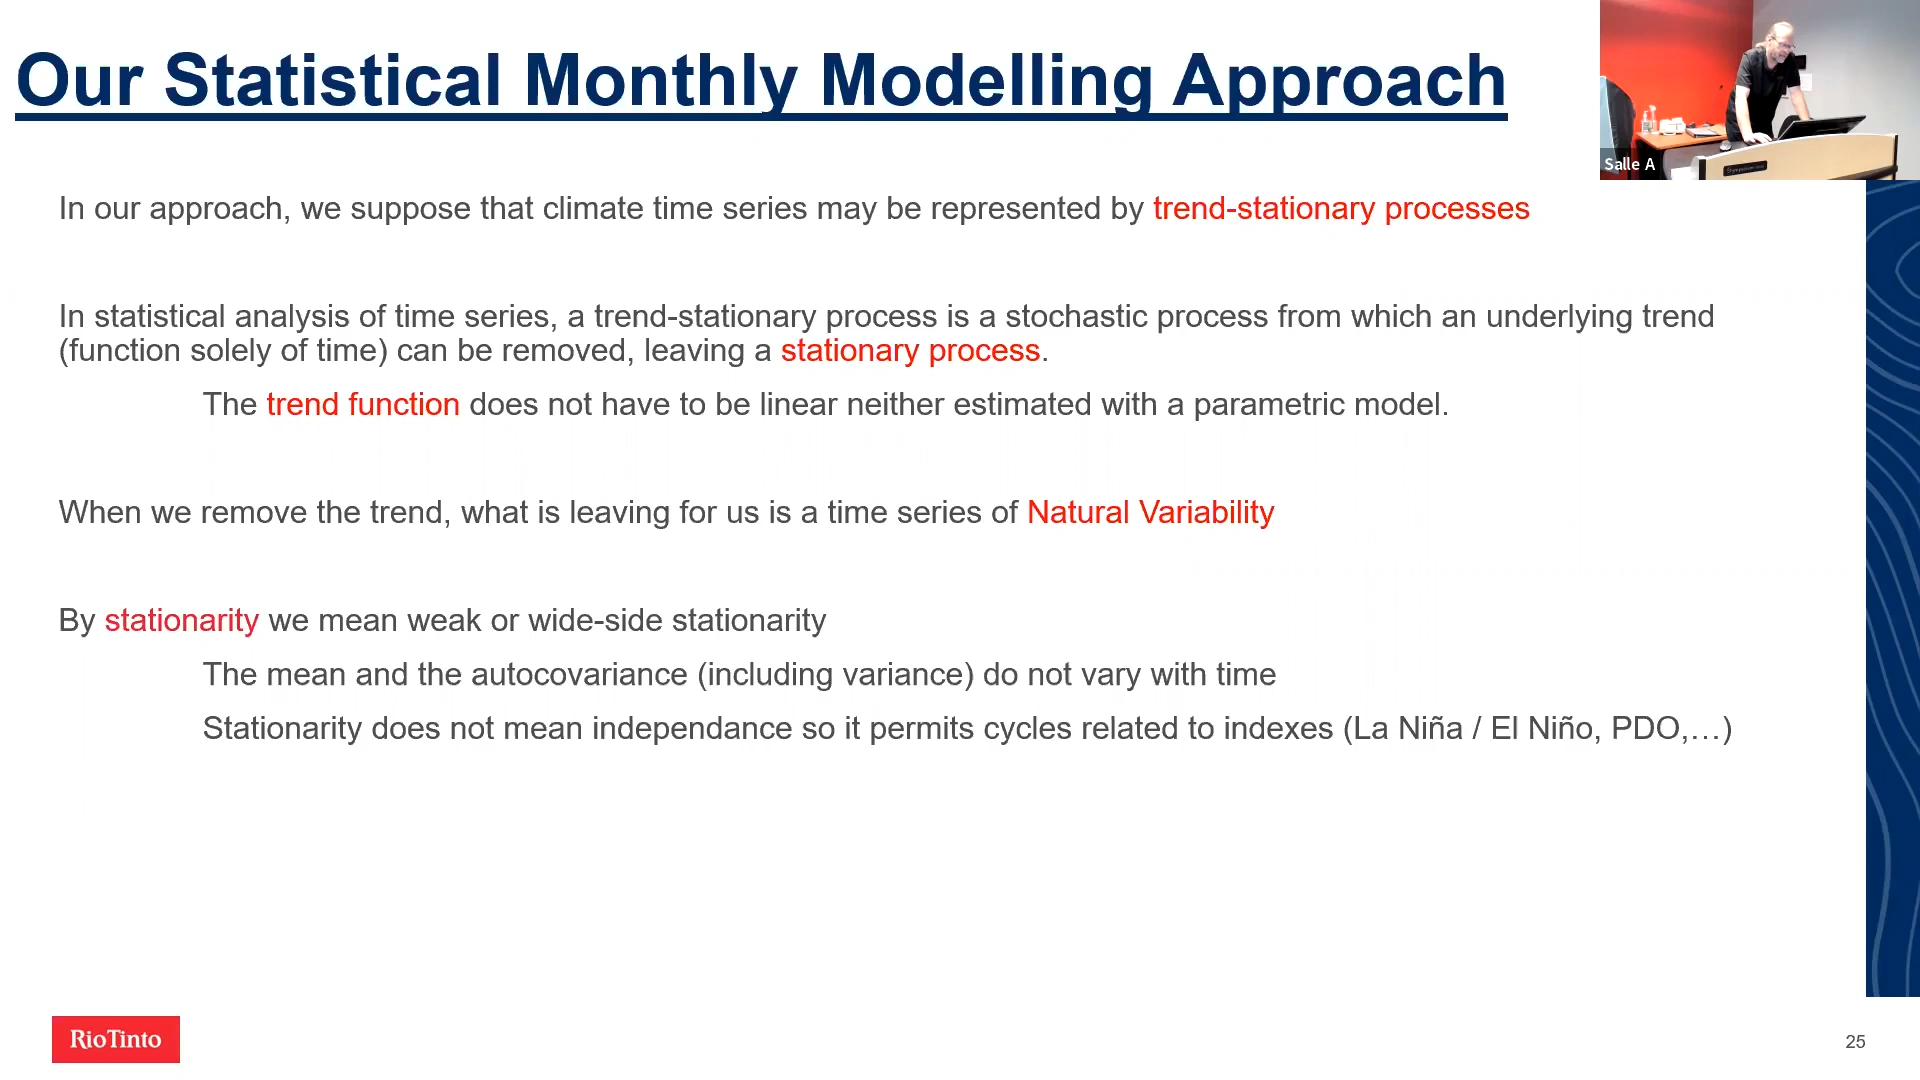 Our Statistical Monthly Modelling Approach
Salle A
In our approach, we suppose that climate time series may be represented by trend-stationary processes
In statistical analysis of time series, a trend-stationary process is a stochastic process from which an underlying trend
(function solely of time) can be removed, leaving a stationary process.
The trend function does not have to be linear neither estimated with a parametric model.
When we remove the trend, what is leaving for us is a time series of Natural Variability
By stationarity we mean weak or wide-side stationarity
The mean and the autocovariance (including variance) do not vary with time
Stationarity does not mean independance so it permits cycles related to indexes (La Niña / El Niño, PDO,…)
RioTinto
25